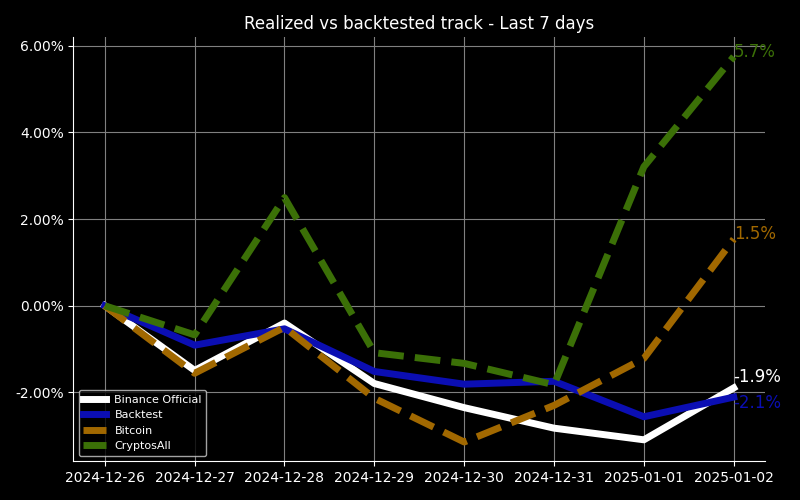 Realized vs backtested track - Last 7 days
6.00%
4.00%
2.00%
0.00%
-2.00%
5.7%
1.5%
-1.9%
-2.1%
Binance Official
Backtest
Bitcoin
CryptosAll
2024-12-26 2024-12-27 2024-12-28 2024-12-29 2024-12-30 2024-12-31 2025-01-01 2025-01-02